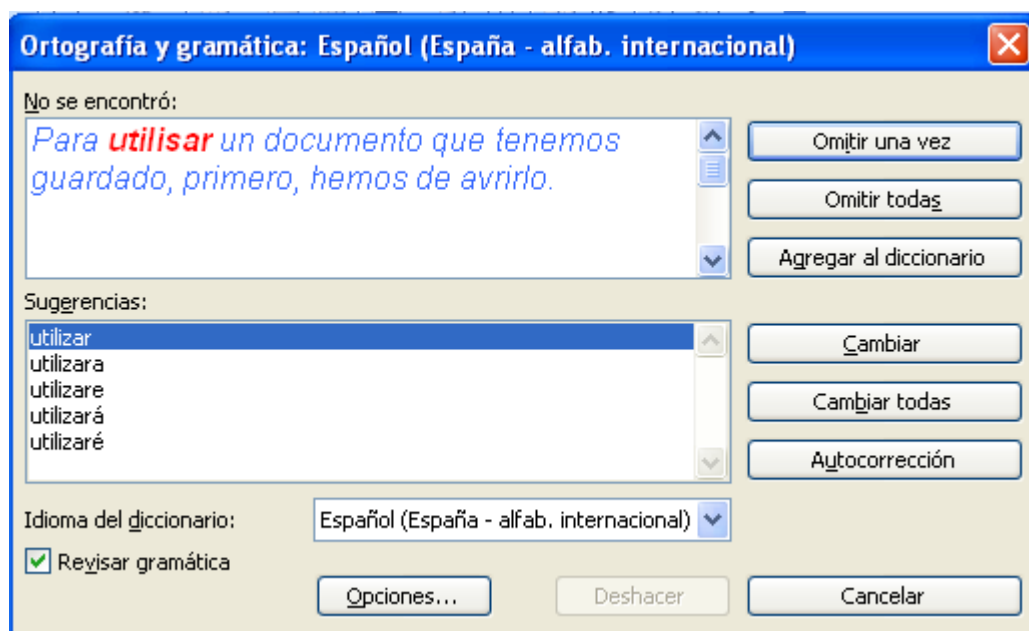 Ortografía y gramática: Español (España - alfab. internacional)
No se encontró:
Para utilisar un documento que tenemos
guardado, primero, hemos de avrirlo.
Omitir una vez
Omitir todas
Agregar al diccionario
Sugerencias:
utilizar
utilizara
utilizare
utilizará
utilizaré
Cambiar
Cambiar todas
Autocorrección
Idioma del diccionario:
Español (España - alfab. internacional)
Revisar gramática
Opciones...
Deshacer
Cancelar